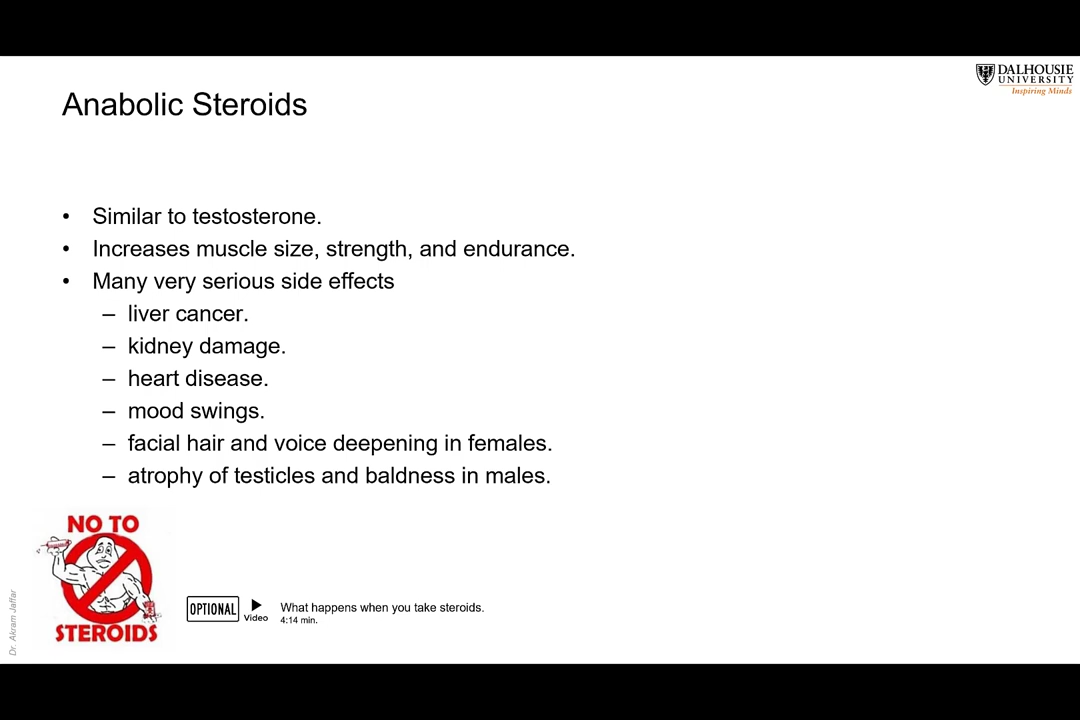 DALHOUSIE
UNIVERSITY
Inspiring Minds
Anabolic Steroids
• Similar to testosterone.
• Increases muscle size, strength, and endurance.
• Many very serious side effects
– liver cancer.
– kidney damage.
– heart disease.
– mood swings.
– facial hair and voice deepening in females.
– atrophy of testicles and baldness in males.
NO TO
STEROIDS
OPTIONAL
Video
What happens when you take steroids.
4:14 min.
Dr. Akram Jaffar